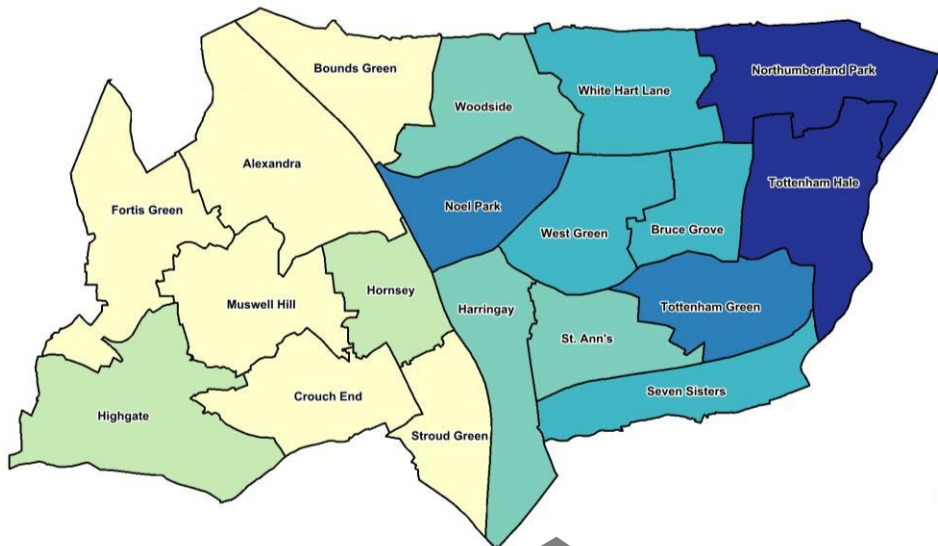 Bounds Green
Northumberland Park
White Hart Lane
Woodside
Alexandra
Tottenham Hale
Noel Park
Fortis Green
Bruce Grove
West Green
Hornsey
Muswell Hill
Harringay
Tottenham Green
St. Ann's
Seven Sisters
Crouch End
Highgate
Stroud Green